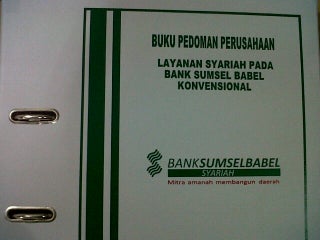 BUKU PEDOMAN PERUSAHAAN
LAYANAN SYARIAH PADA
BANK SUMSEL BABEL
KONVENSIONAL
BANKSUMSELBABEL
SYARIAH
Mitra amanah membangun daerah